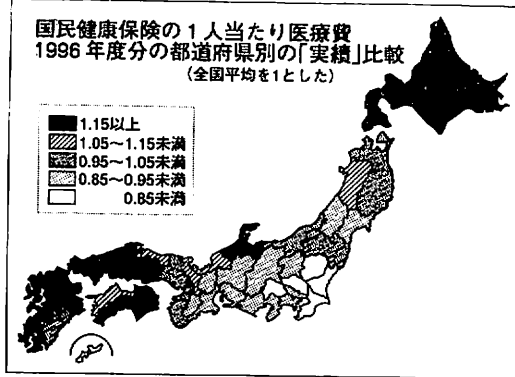 国民健康保険の1人当たり医療費
1996年度分の都道府県別の「実績」比較
(全国平均を1とした)
1.15以上
1.05〜1.15未満
0.95〜1.05未満
0.85〜0.95未満
0.85未満